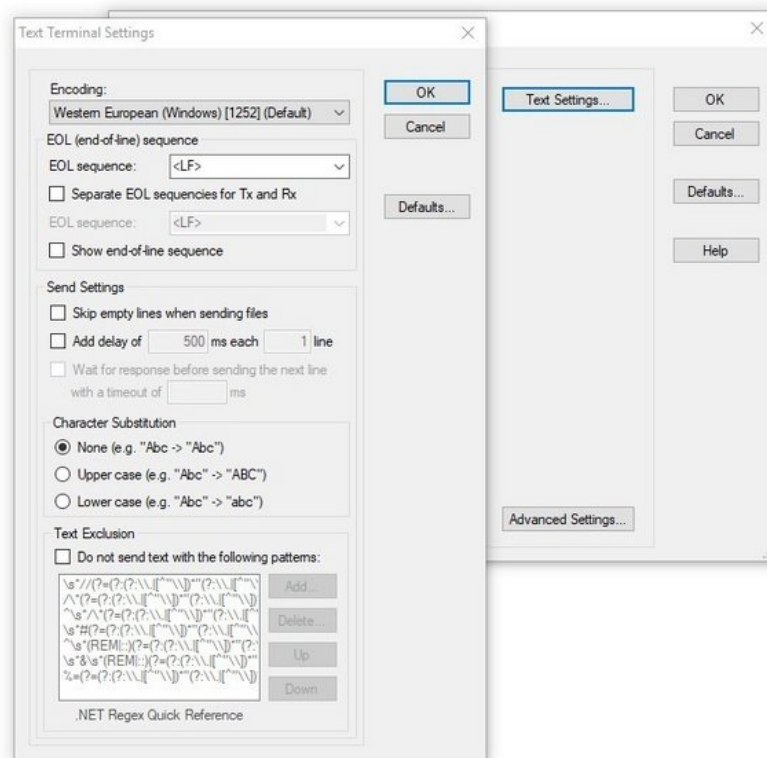 Text Terminal Settings
Encoding:
Western European (Windows) [1252] (Default)
EOL (end-of-line) sequence
EOL sequence: <LF>
Separate EOL sequencies for Tx and Rx
EOL sequence: <LF>
Show end-of-line sequence
Send Settings
Skip empty lines when sending files
Add delay of 500 ms each 1 line
Wait for response before sending the next line
with a timeout of ms
Character Substitution
None (e.g. "Abc -> "Abc")
Upper case (e.g. "Abc" -> "ABC")
Lower case (e.g. "Abc" -> "abc")
Text Exclusion
Do not send text with the following patterns:
Add...
Delete...
Up
Down
.NET Regex Quick Reference
OK
Cancel
Defaults...
Text Settings...
Advanced Settings...
OK
Cancel
Defaults...
Help